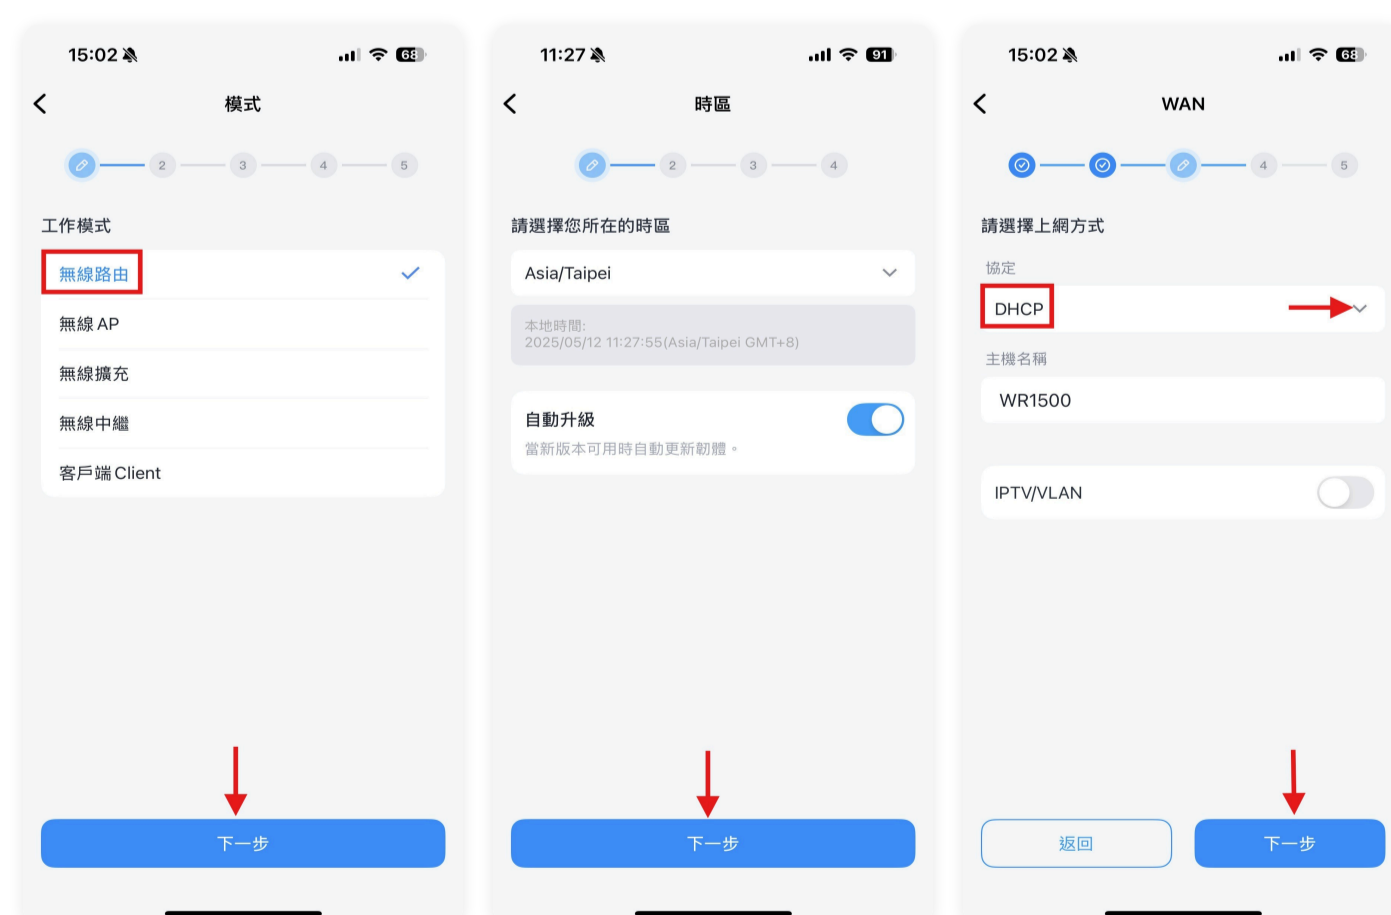 15:02
68
模式
2
3
4
5
工作模式
無線路由
無線 AP
無線擴充
無線中繼
客戶端 Client
下一步
11:27
91
時區
2
3
4
請選擇您所在的時區
Asia/Taipei
本地時間:
2025/05/12 11:27:55(Asia/Taipei GMT+8)
自動升級
當新版本可用時自動更新韌體。
下一步
15:02
68
WAN
4
5
請選擇上網方式
協定
DHCP
主機名稱
WR1500
IPTV/VLAN
返回
下一步